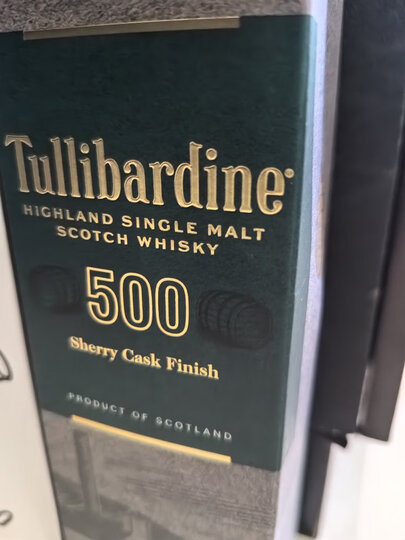 Tullibardine®
HIGHLAND SINGLE MALT
SCOTCH WHISKY
500
Sherry Cask Finish
PRODUCT OF SCOTLAND